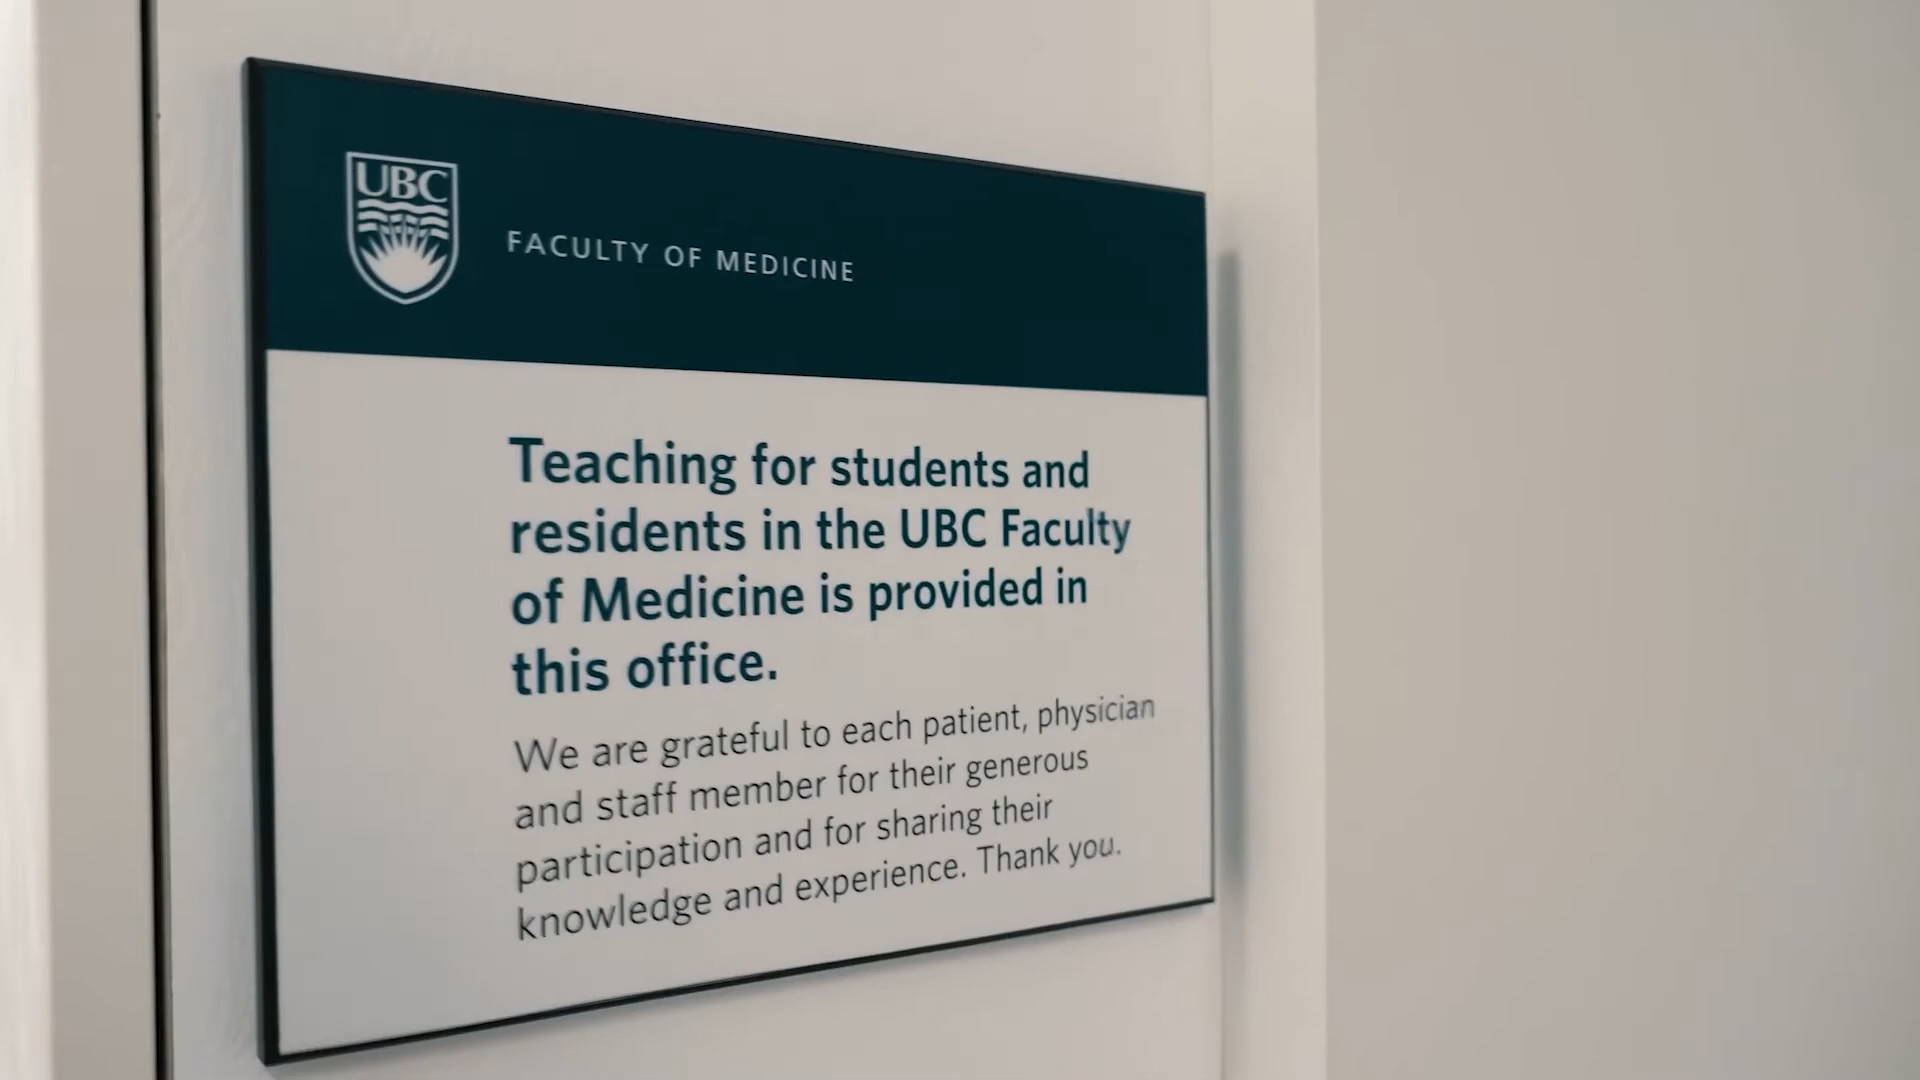 UBC
FACULTY OF MEDICINE
Teaching for students and
residents in the UBC Faculty
of Medicine is provided in
this office.
We are grateful to each patient, physician
and staff member for their generous
participation and for sharing their
knowledge and experience. Thank you.